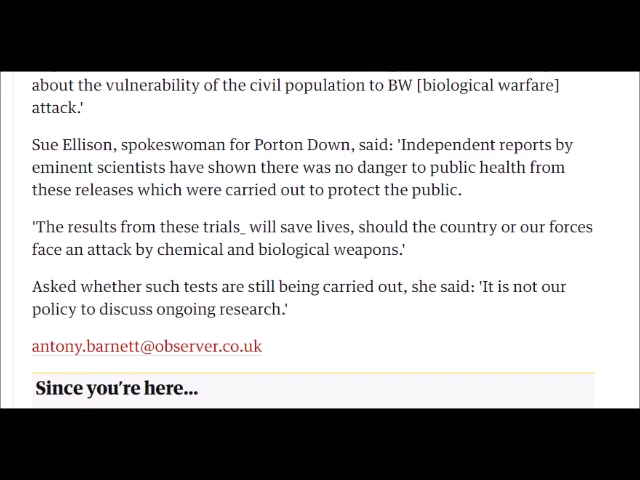 about the vulnerability of the civil population to BW [biological warfare]
attack.'
Sue Ellison, spokeswoman for Porton Down, said: 'Independent reports by
eminent scientists have shown there was no danger to public health from
these releases which were carried out to protect the public.
'The results from these trials_ will save lives, should the country or our forces
face an attack by chemical and biological weapons.'
Asked whether such tests are still being carried out, she said: 'It is not our
policy to discuss ongoing research.'
antony.barnett@observer.co.uk
Since you're here...